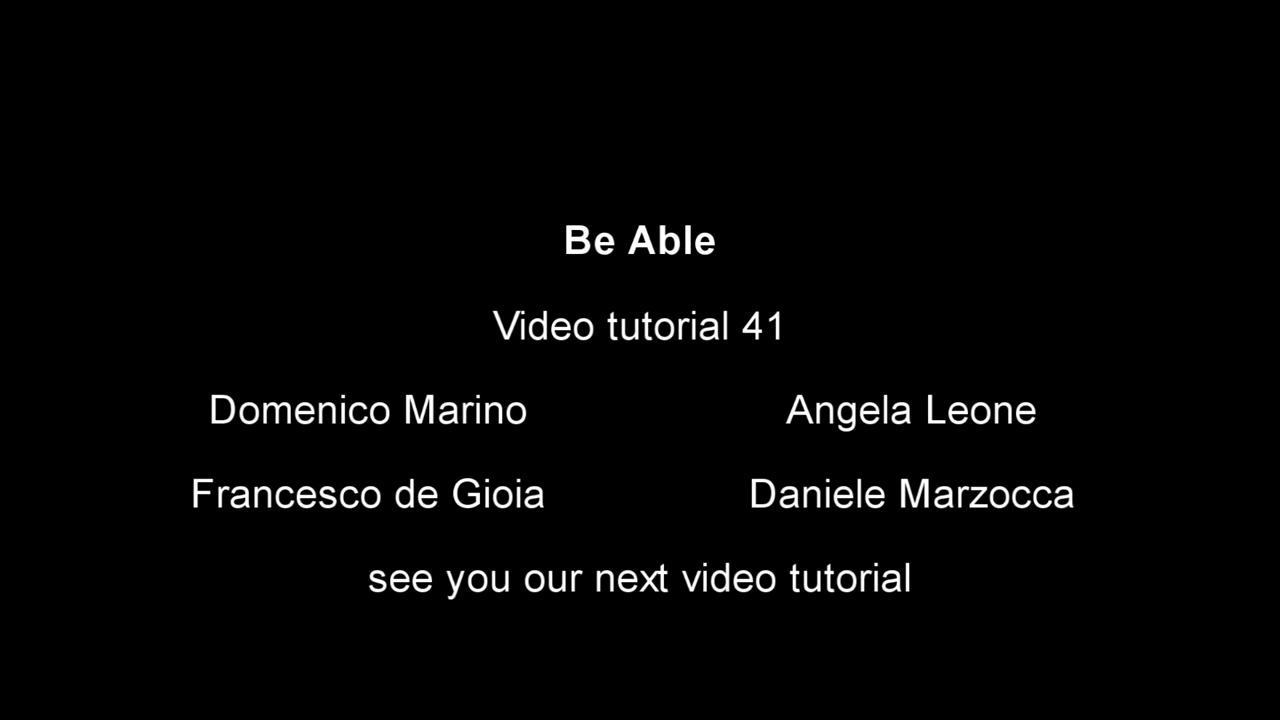 Be Able
Video tutorial 41
Domenico Marino Angela Leone
Francesco de Gioia Daniele Marzocca
see you our next video tutorial